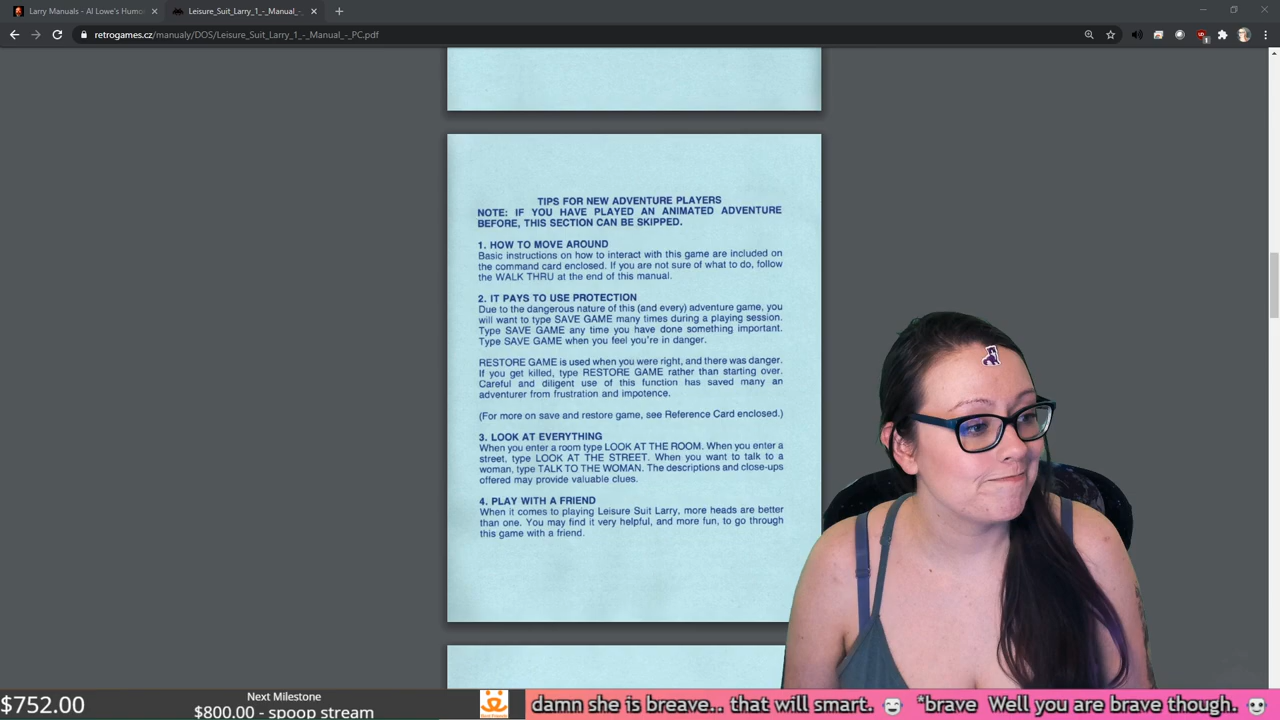 Larry Manuals - Al Lowe's Humo
Leisure_Suit_Larry_1_-_Manual_-_
retrogames.cz/manualy/DOS/Leisure_Suit_Larry_1_-_Manual_-_PC.pdf
TIPS FOR NEW ADVENTURE PLAYERS
NOTE: IF YOU HAVE PLAYED AN ANIMATED ADVENTURE
BEFORE, THIS SECTION CAN BE SKIPPED.
1. HOW TO MOVE AROUND
Basic instructions on how to interact with this game are included on
the command card enclosed. If you are not sure of what to do, follow
the WALK THRU at the end of this manual.
2. IT PAYS TO USE PROTECTION
Due to the dangerous nature of this (and every) adventure game, you
will want to type SAVE GAME many times during a playing session.
Type SAVE GAME any time you have done something important.
Type SAVE GAME when you feel you're in danger.
RESTORE GAME is used when you were right, and there was danger.
If you get killed, type RESTORE GAME rather than starting over.
Careful and diligent use of this function has saved many an
adventurer from frustration and impotence.
(For more on save and restore game, see Reference Card enclosed.)
3. LOOK AT EVERYTHING
When you enter a room type LOOK AT THE ROOM. When you enter a
street, type LOOK AT THE STREET. When you want to talk to a
woman, type TALK TO THE WOMAN. The descriptions and close-ups
offered may provide valuable clues.
4. PLAY WITH A FRIEND
When it comes to playing Leisure Suit Larry, more heads are better
than one. You may find it very helpful, and more fun, to go through
this game with a friend.
$752.00
Next Milestone
$800.00 - spoop stream
damn she is breave.. that will smart. *brave Well you are brave though.